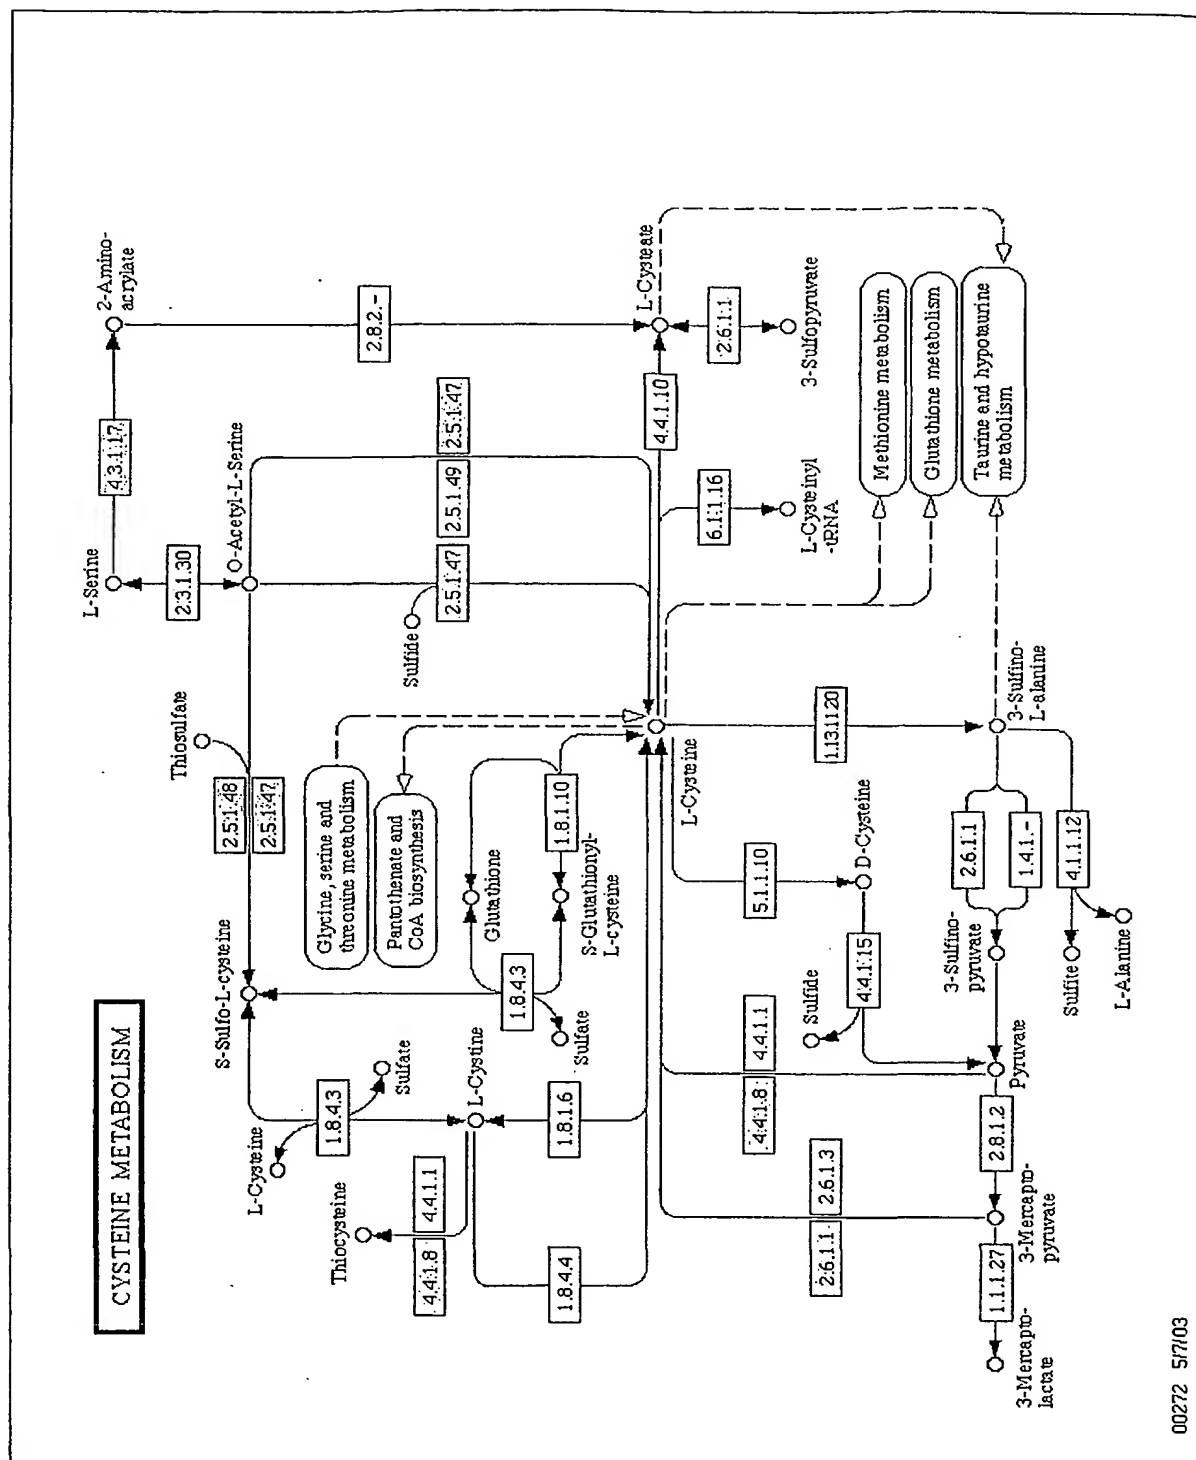 CYSTEINE METABOLISM
L-Serine
4.3.1.17
2-Amino-
acrylate
2.3.1.30
O-Acetyl-L-Serine
Thiosulfate
2.5.1.48
2.5.1.47
S-Sulfo-L-cysteine
2.8.2.-
Sulfide
2.5.1.47
2.5.1.49
2.5.1.47
L-Cysteine
1.8.4.3
Sulfate
Glycine, serine and
threonine metabolism
Pantothenate and
CoA biosynthesis
Thiocysteine
4.4.1.8
4.4.1.1
L-Cystine
1.8.4.3
Sulfate
Glutathione
S-Glutathionyl-
L-cysteine
1.8.1.10
1.8.4.4
1.8.1.6
L-Cysteine
4.4.1.10
L-Cysteate
6.1.1.16
L-Cysteinyl
-tRNA
2.6.1.1
3-Sulfopyruvate
2.6.1.1
2.6.1.3
4.4.1.8
4.4.1.1
5.1.1.10
1.13.11.20
Sulfide
4.4.1.15
D-Cysteine
Methionine metabolism
Glutathione metabolism
Taurine and hypotaurine
metabolism
3-Mercapto-
lactate
1.1.1.27
3-Mercapto-
pyruvate
2.8.1.2
Pyruvate
3-Sulfino-
pyruvate
2.6.1.1
1.4.1.-
3-Sulfino-
L-alanine
4.1.1.12
Sulfite
L-Alanine
00272 5/7/03